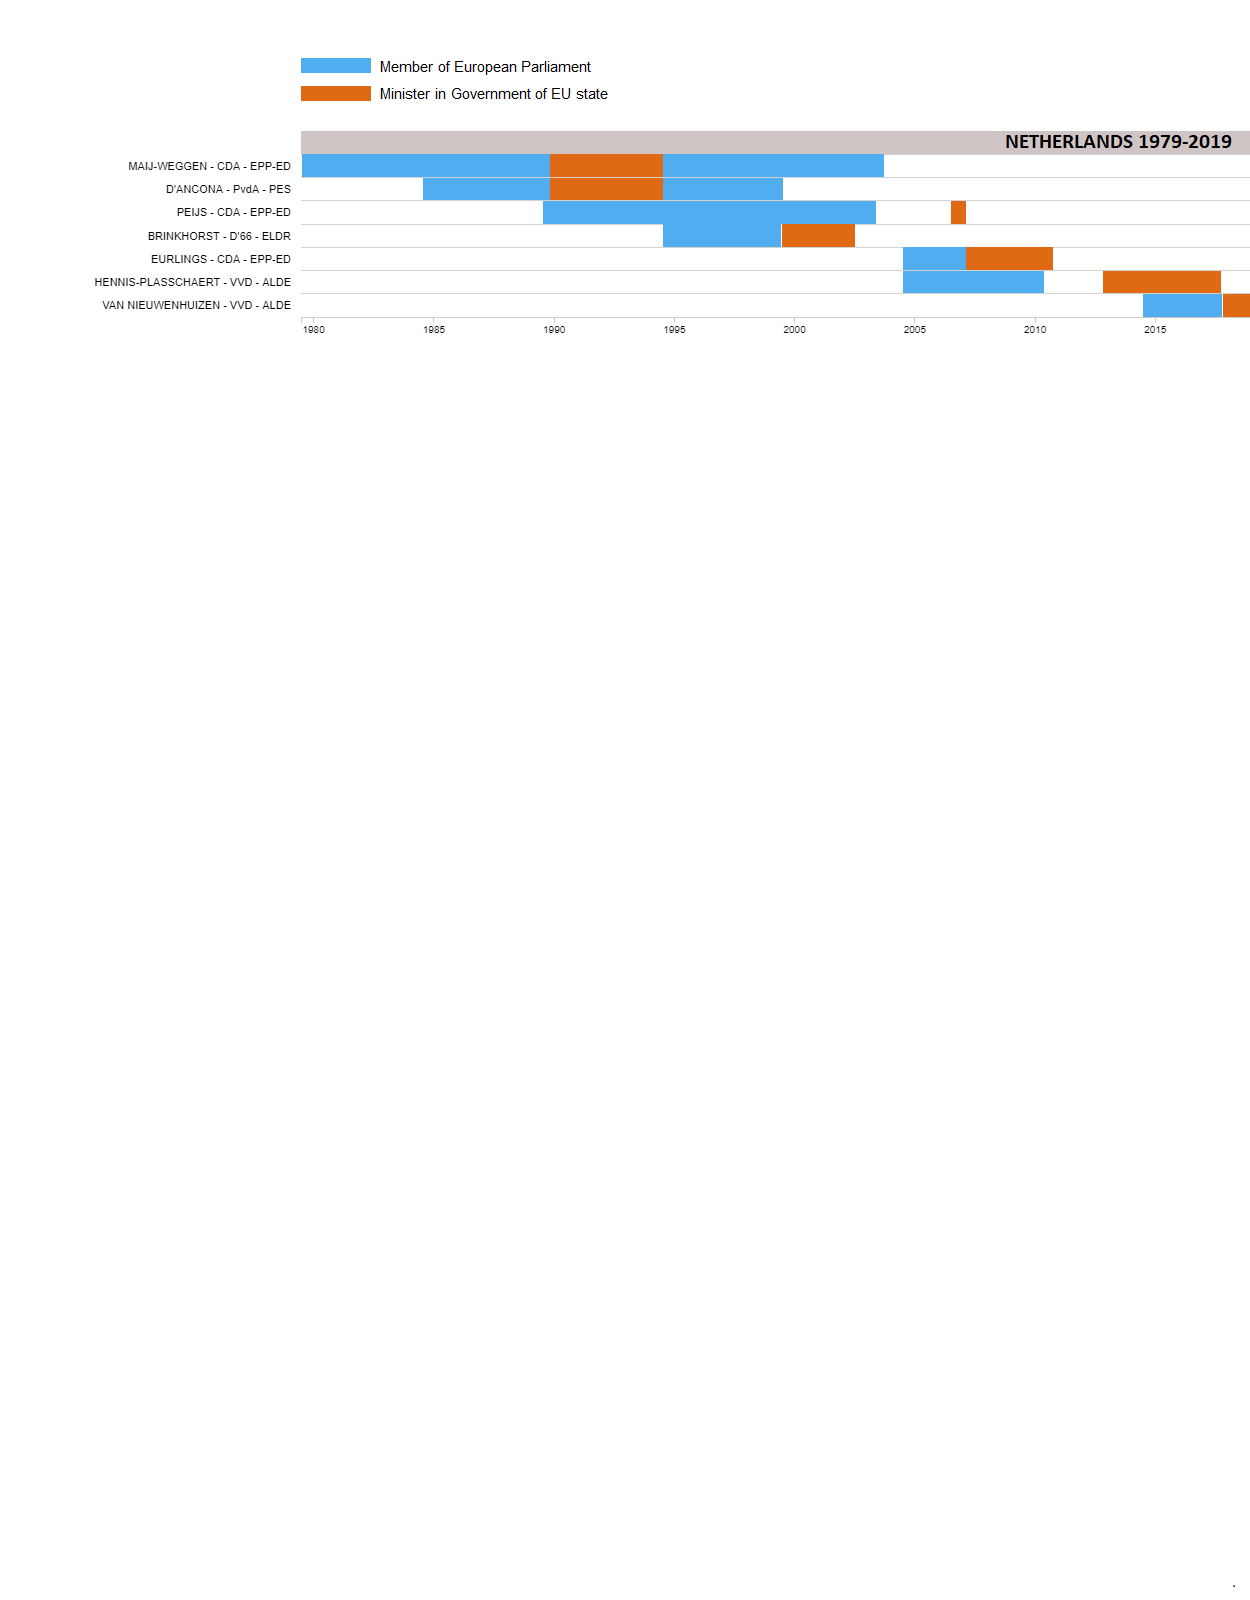 Member of European Parliament
Minister in Government of EU state
NETHERLANDS 1979-2019
MAIJ-WEGGEN - CDA - EPP-ED
D'ANCONA - PvdA - PES
PEIJS - CDA - EPP-ED
BRINKHORST - D'66 - ELDR
EURLINGS - CDA - EPP-ED
HENNIS-PLASSCHAERT - VVD - ALDE
VAN NIEUWENHUIZEN - VVD - ALDE
1980 1985 1990 1995 2000 2005 2010 2015
.